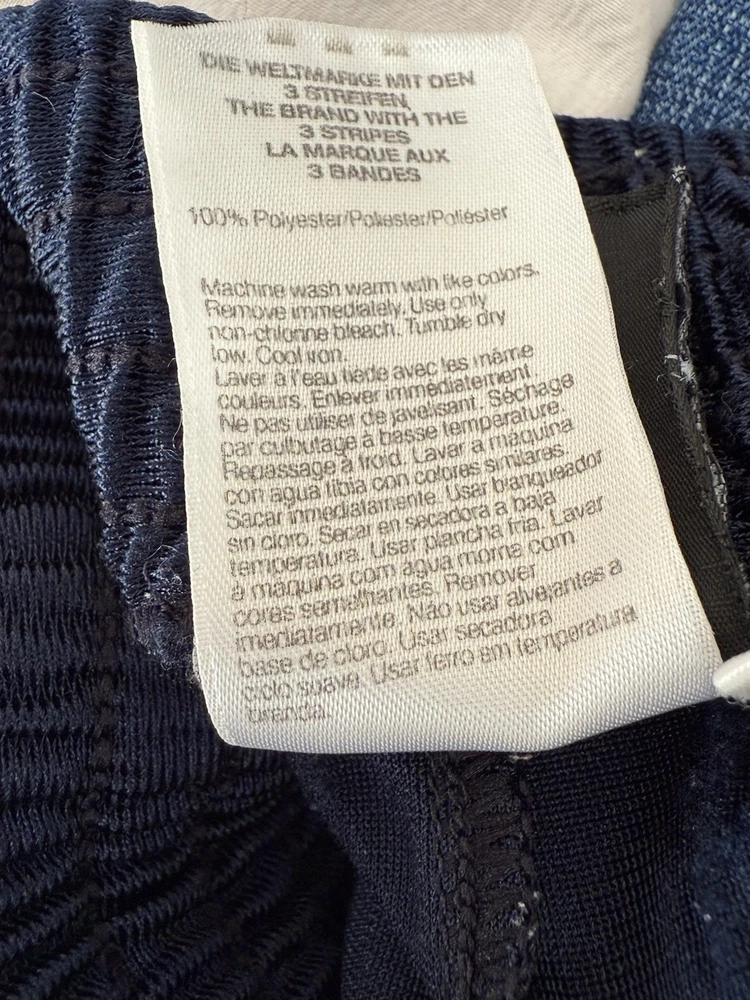 DIE WELTMARKE MIT DEN
3 STREIFEN,
THE BRAND WITH THE
3 STRIPES
LA MARQUE AUX
3 BANDES
100% Polyester/Poliester/Poliéster
Machine wash warm with like colors.
Remove immediately. Use only
non-chlorine bleach. Tumble dry
low. Cool iron.
Laver à l'eau tiède avec les même
couleurs. Enlever immédiatement.
Ne pas utiliser de javelisant. Séchage
par culbutage à basse temperature.
Repassage à froid. Lavar a maquina
con agua tibia con colores similares.
Sacar inmediatamente. Usar blanqueador
sin cloro. Secar en secadora a baja
temperatura. Usar plancha fria. Lavar
a máquina com agua morna com
cores semelhantes. Remover
imediatamente. Não usar alvejantes a
base de cloro. Usar secadora
ciclo suave. Usar ferro em temperatura
branda.